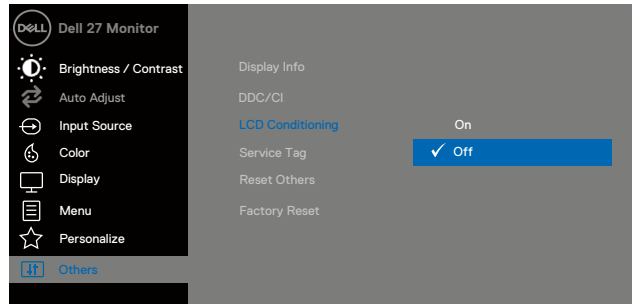 DELL Dell 27 Monitor
Brightness / Contrast
Auto Adjust
Input Source
Color
Display
Menu
Personalize
Others
Display Info
DDC/CI
LCD Conditioning
Service Tag
Reset Others
Factory Reset
On
Off